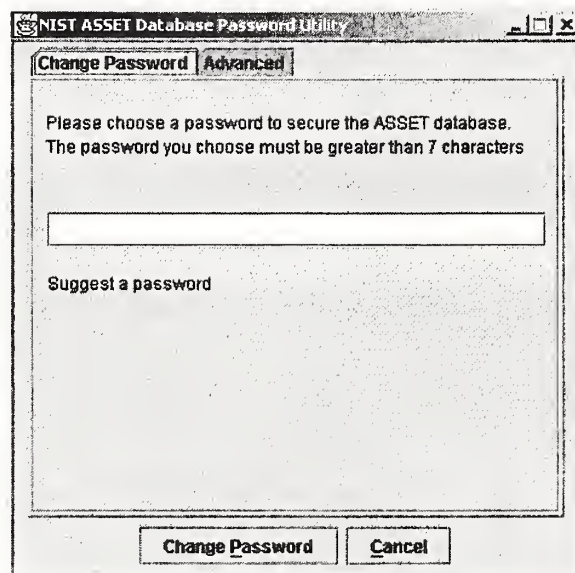 NIST ASSET Database Password Utility
Change Password Advanced
Please choose a password to secure the ASSET database.
The password you choose must be greater than 7 characters
Suggest a password
Change Password Cancel